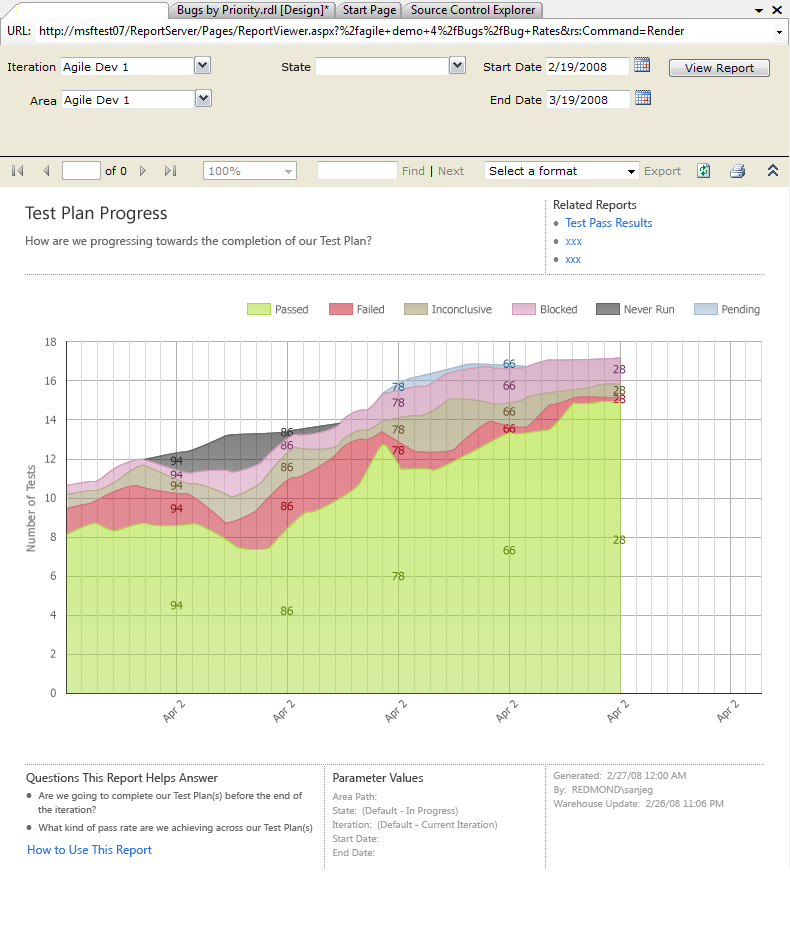 Bugs by Priority.rdl [Design]* Start Page Source Control Explorer
URL: http://msftest07/ReportServer/Pages/ReportViewer.aspx?%2fagile+demo+4%2fBugs%2fBug+Rates&rs:Command=Render
Iteration Agile Dev 1 State Start Date 2/19/2008 View Report
Area Agile Dev 1 End Date 3/19/2008
of 0 100% Find | Next Select a format Export
Test Plan Progress
How are we progressing towards the completion of our Test Plan?
Related Reports
• Test Pass Results
• xxx
• xxx
Passed Failed Inconclusive Blocked Never Run Pending
Number of Tests
18
16
14
12
10
8
6
4
2
0
94
94
94
94
94
86
86
86
86
86
78
78
78
78
78
66
66
66
66
66
28
28
28
28
Apr 2 Apr 2 Apr 2 Apr 2 Apr 2 Apr 2
Questions This Report Helps Answer
• Are we going to complete our Test Plan(s) before the end of
the iteration?
• What kind of pass rate are we achieving across our Test Plan(s)
How to Use This Report
Parameter Values
Area Path:
State: (Default - In Progress)
Iteration: (Default - Current Iteration)
Start Date:
End Date:
Generated: 2/27/08 12:00 AM
By: REDMOND\sanjeg
Warehouse Update: 2/26/08 11:06 PM